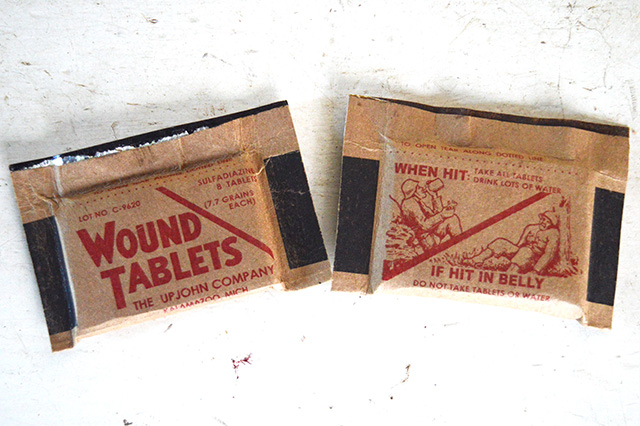 SULFADIAZINE
8 TABLETS
(7.7 GRAINS
EACH)
LOT NO. C-9620
WOUND
TABLETS
THE UPJOHN COMPANY
KALAMAZOO, MICH.
TO OPEN TEAR ALONG DOTTED LINE
WHEN HIT: TAKE ALL TABLETS
DRINK LOTS OF WATER
IF HIT IN BELLY
DO NOT TAKE TABLETS OR WATER